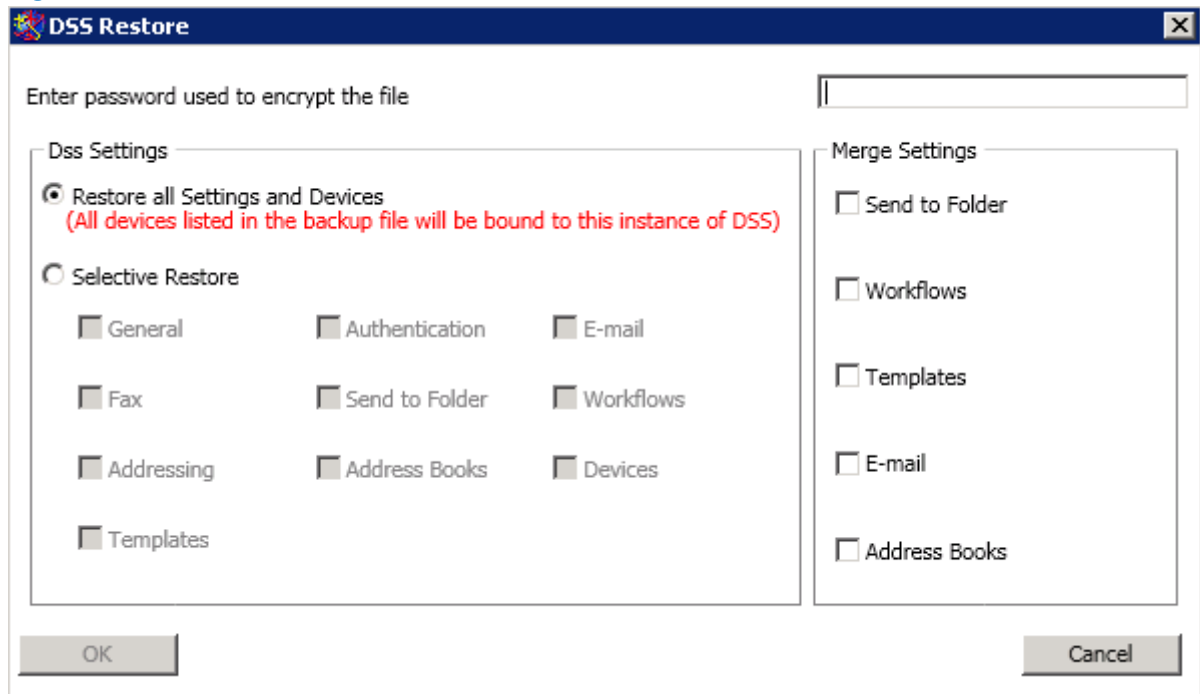 DSS Restore
Enter password used to encrypt the file
Dss Settings
Restore all Settings and Devices
(All devices listed in the backup file will be bound to this instance of DSS)
Selective Restore
General Authentication E-mail
Fax Send to Folder Workflows
Addressing Address Books Devices
Templates
Merge Settings
Send to Folder
Workflows
Templates
E-mail
Address Books
OK Cancel